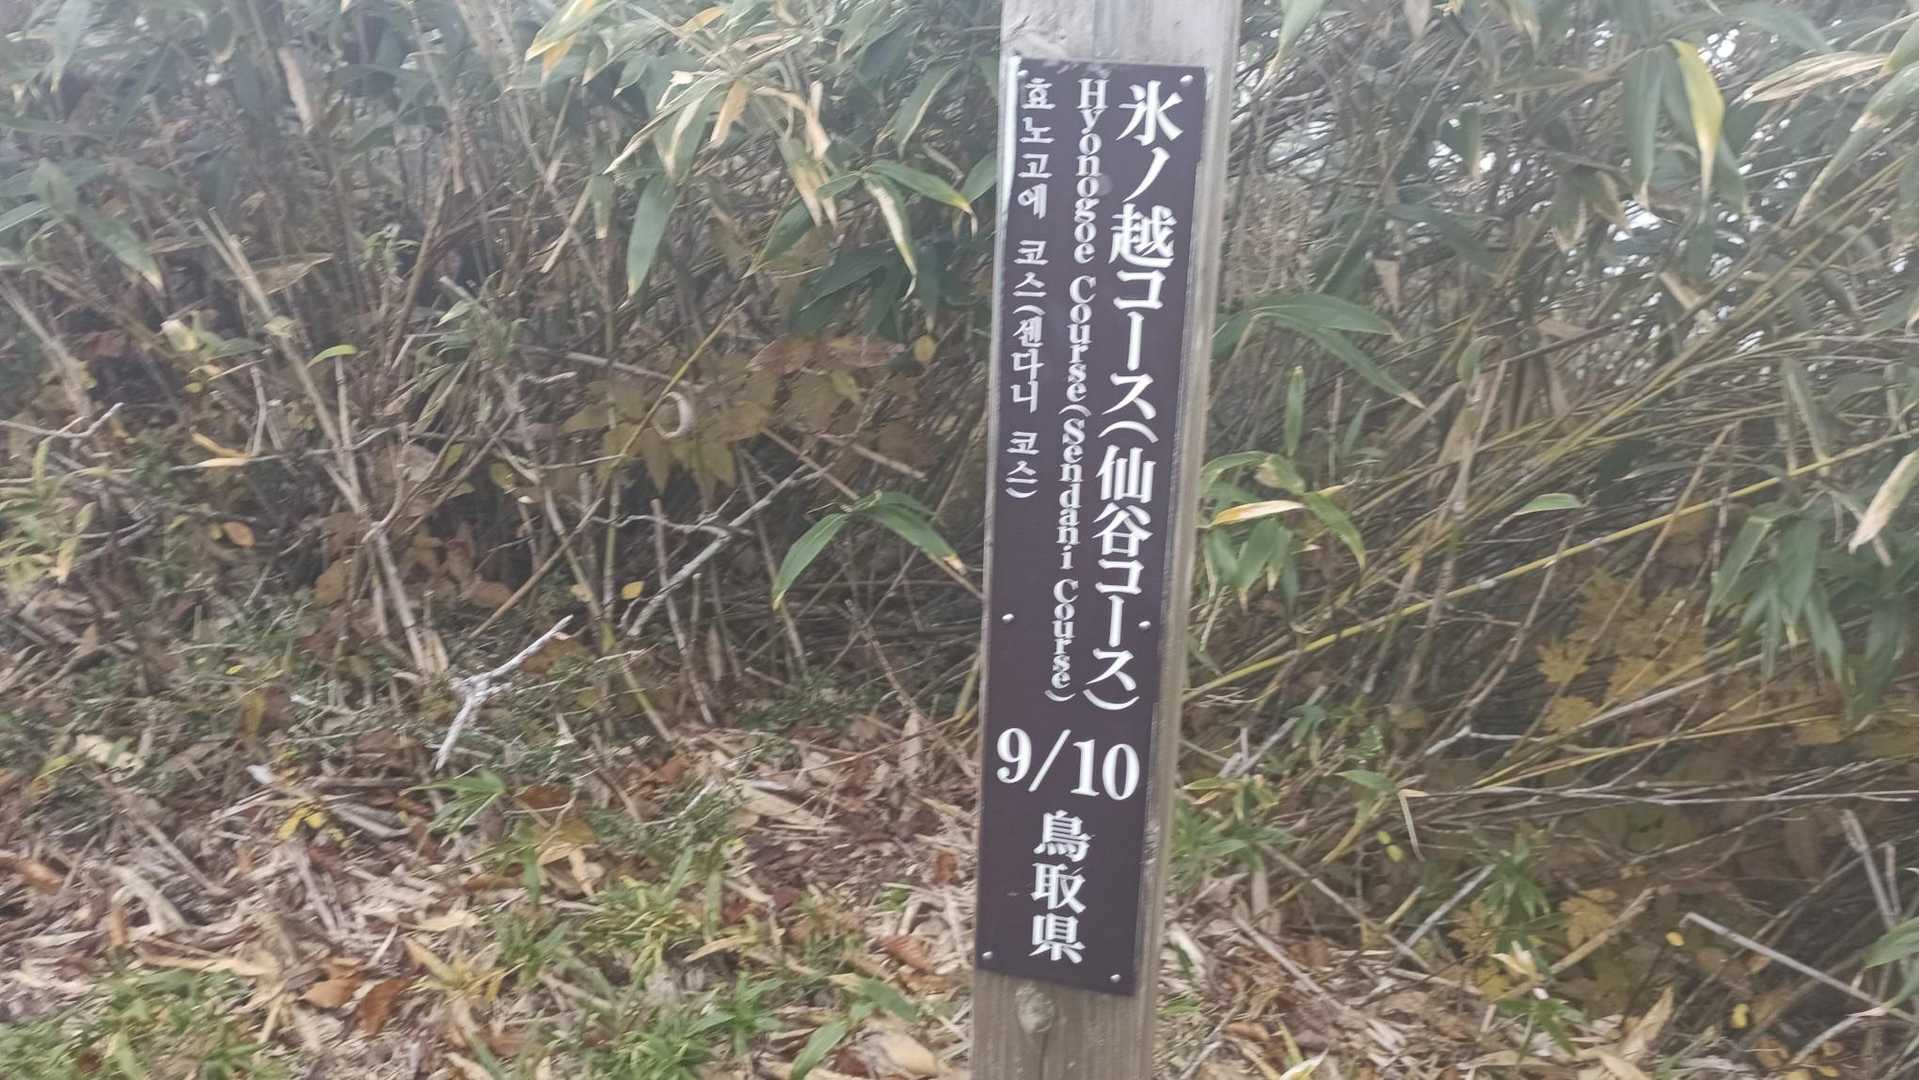 氷ノ越コース(仙谷コース)
Hyonogoe Course(Sendani Course)
효노고에 코스(센다니 코스)
9/10
鳥取県